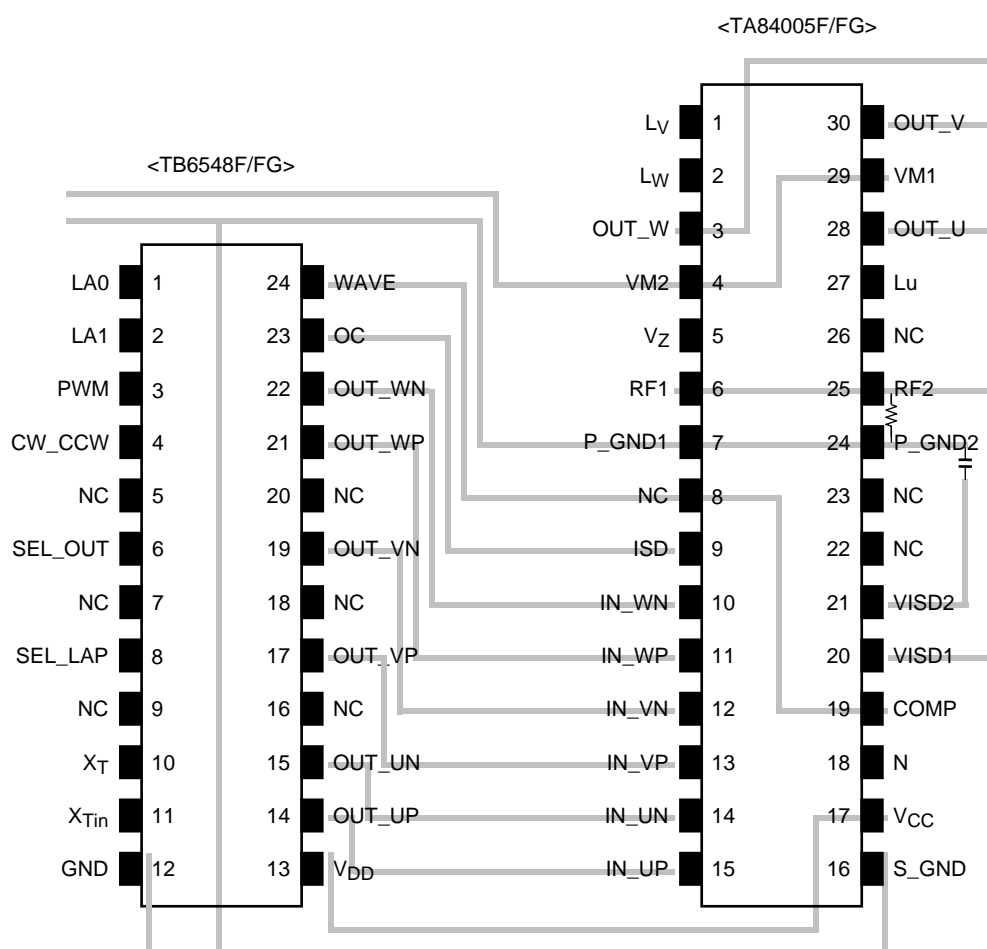 <TA84005F/FG>
<TB6548F/FG>
LA0 1 24 WAVE
LA1 2 23 OC
PWM 3 22 OUT_WN
CW_CCW 4 21 OUT_WP
NC 5 20 NC
SEL_OUT 6 19 OUT_VN
NC 7 18 NC
SEL_LAP 8 17 OUT_VP
NC 9 16 NC
XT 10 15 OUT_UN
XTin 11 14 OUT_UP
GND 12 13 VDD
LV 1 30 OUT_V
LW 2 29 VM1
OUT_W 3 28 OUT_U
VM2 4 27 Lu
VZ 5 26 NC
RF1 6 25 RF2
P_GND1 7 24 P_GND2
NC 8 23 NC
ISD 9 22 NC
IN_WN 10 21 VISD2
IN_WP 11 20 VISD1
IN_VN 12 19 COMP
IN_VP 13 18 N
IN_UN 14 17 VCC
IN_UP 15 16 S_GND